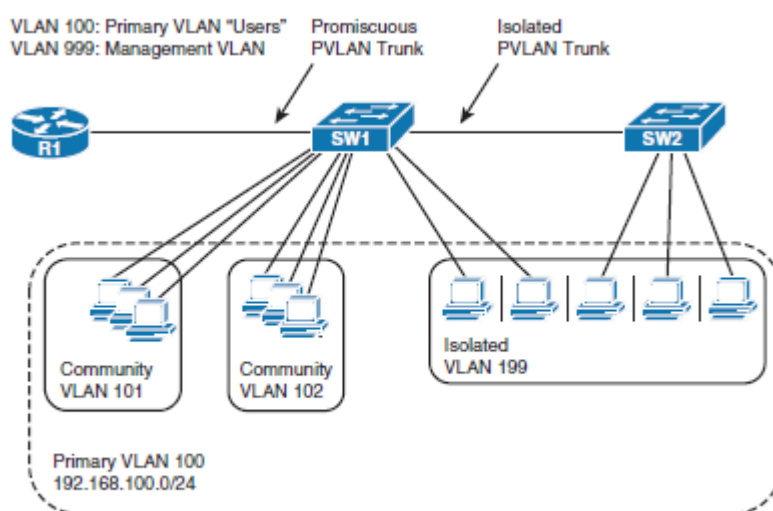 VLAN 100: Primary VLAN “Users”
VLAN 999: Management VLAN
Promiscuous
PVLAN Trunk
Isolated
PVLAN Trunk
R1
SW1
SW2
Community
VLAN 101
Community
VLAN 102
Isolated
VLAN 199
Primary VLAN 100
192.168.100.0/24